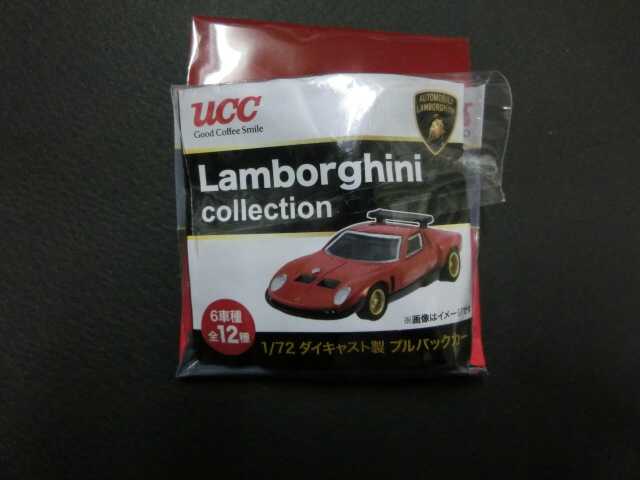 UCC
Good Coffee Smile
AUTOMOBILI
LAMBORGHINI
Lamborghini
collection
※画像はイメージです
6車種
全12種
1/72 ダイキャスト製 プルバックカー